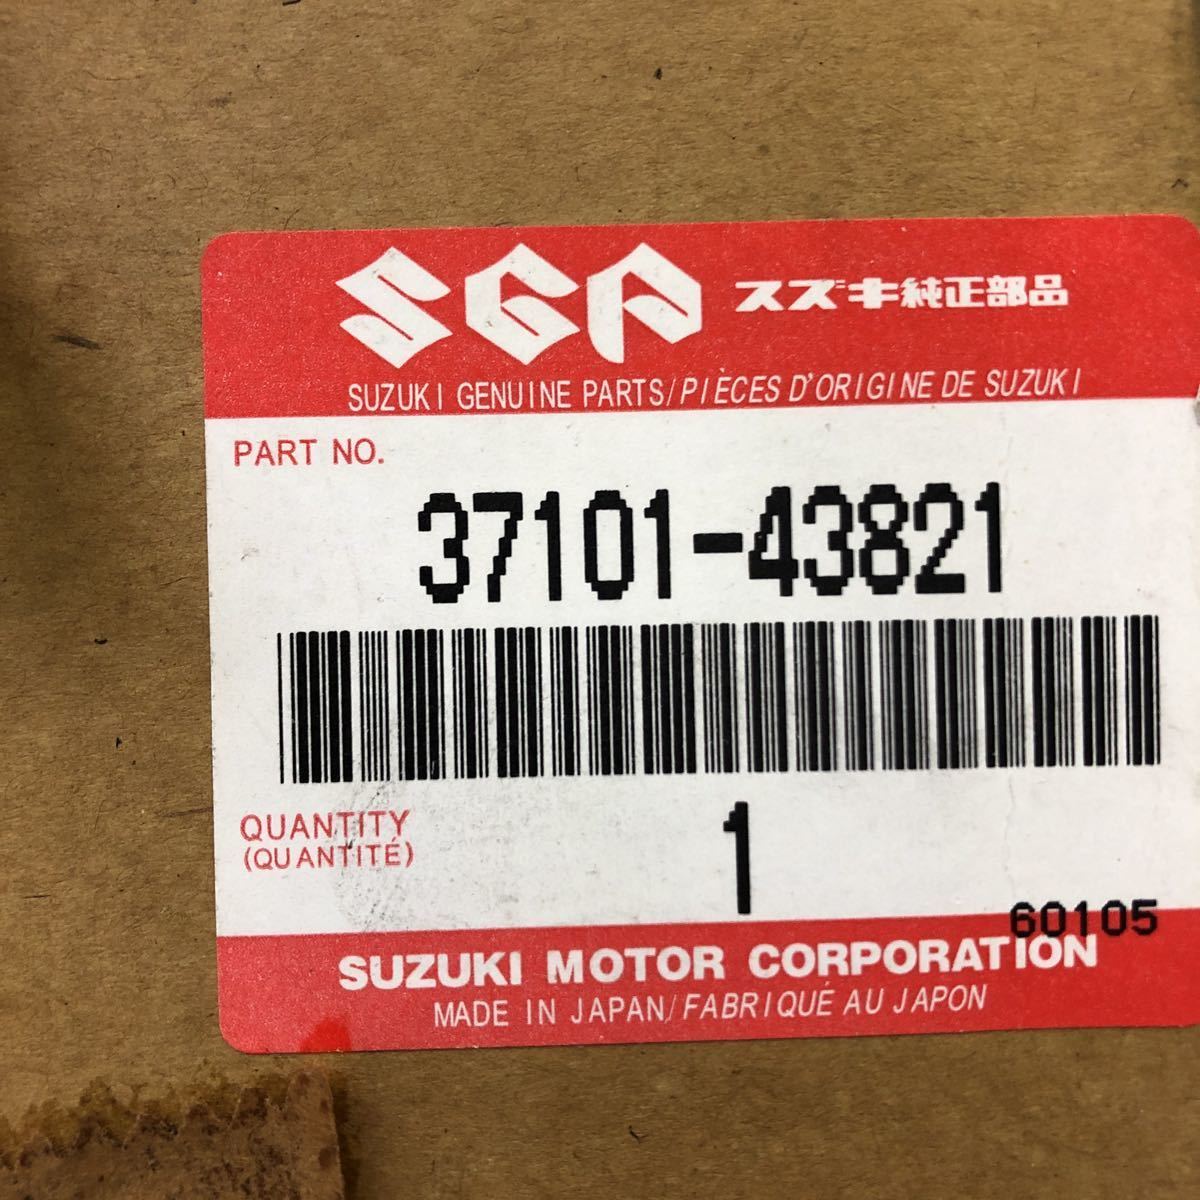 SGP スズキ純正部品
SUZUKI GENUINE PARTS/PIÈCES D'ORIGINE DE SUZUKI
PART NO.
37101-43821
QUANTITY
(QUANTITÉ)
1
60105
SUZUKI MOTOR CORPORATION
MADE IN JAPAN/FABRIQUÉ AU JAPON